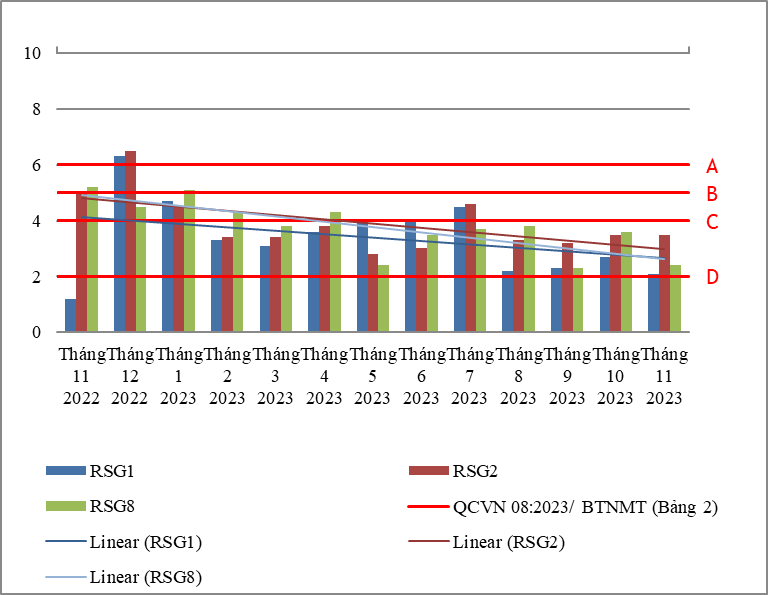 10
8
6
4
2
0
A
B
C
D
Tháng 11 2022
Tháng 12 2022
Tháng 1 2023
Tháng 2 2023
Tháng 3 2023
Tháng 4 2023
Tháng 5 2023
Tháng 6 2023
Tháng 7 2023
Tháng 8 2023
Tháng 9 2023
Tháng 10 2023
Tháng 11 2023
RSG1
RSG2
RSG8
QCVN 08:2023/ BTNMT (Bảng 2)
Linear (RSG1)
Linear (RSG2)
Linear (RSG8)